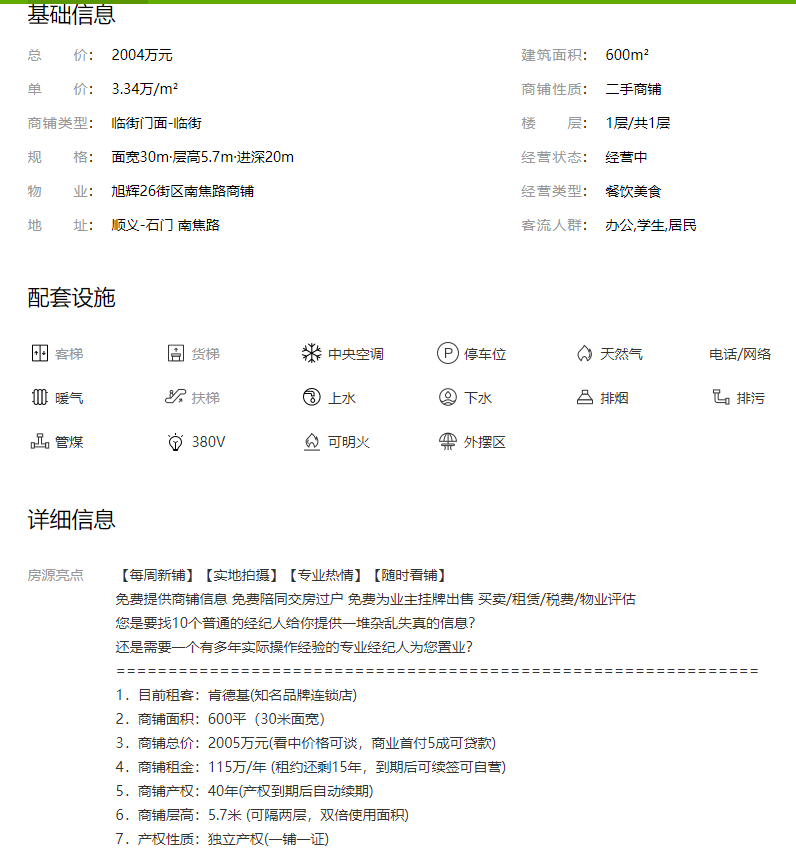 基础信息
总 价： 2004万元 建筑面积： 600m²
单 价： 3.34万/m² 商铺性质： 二手商铺
商铺类型： 临街门面-临街 楼 层： 1层/共1层
规 格： 面宽30m·层高5.7m·进深20m 经营状态： 经营中
物 业： 旭辉26街区南焦路商铺 经营类型： 餐饮美食
地 址： 顺义-石门 南焦路 客流人群： 办公,学生,居民
配套设施
客梯 货梯 中央空调 停车位 天然气 电话/网络
暖气 扶梯 上水 下水 排烟 排污
管煤 380V 可明火 外摆区
详细信息
房源亮点 【每周新铺】【实地拍摄】【专业热情】【随时看铺】
免费提供商铺信息 免费陪同交房过户 免费为业主挂牌出售 买卖/租赁/税费/物业评估
您是要找10个普通的经纪人给你提供一堆杂乱失真的信息?
还是需要一个有多年实际操作经验的专业经纪人为您置业?
==============================================================
1．目前租客：肯德基(知名品牌连锁店)
2．商铺面积：600平（30米面宽）
3．商铺总价：2005万元(看中价格可谈，商业首付5成可贷款)
4．商铺租金：115万/年 (租约还剩15年，到期后可续签可自营)
5．商铺产权：40年(产权到期后自动续期)
6．商铺层高：5.7米 (可隔两层，双倍使用面积)
7．产权性质：独立产权(一铺一证)